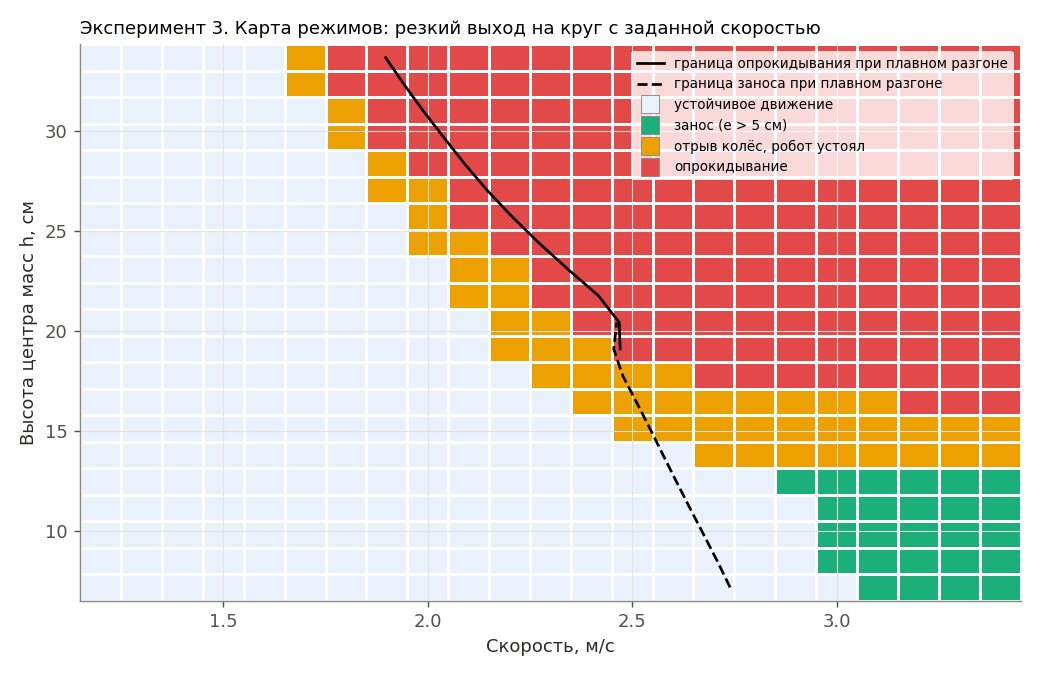 Эксперимент 3. Карта режимов: резкий выход на круг с заданной скоростью
граница опрокидывания при плавном разгоне
граница заноса при плавном разгоне
устойчивое движение
занос (e > 5 см)
отрыв колёс, робот устоял
опрокидывание
Высота центра масс h, см
30
25
20
15
10
1.5
2.0
2.5
3.0
Скорость, м/с